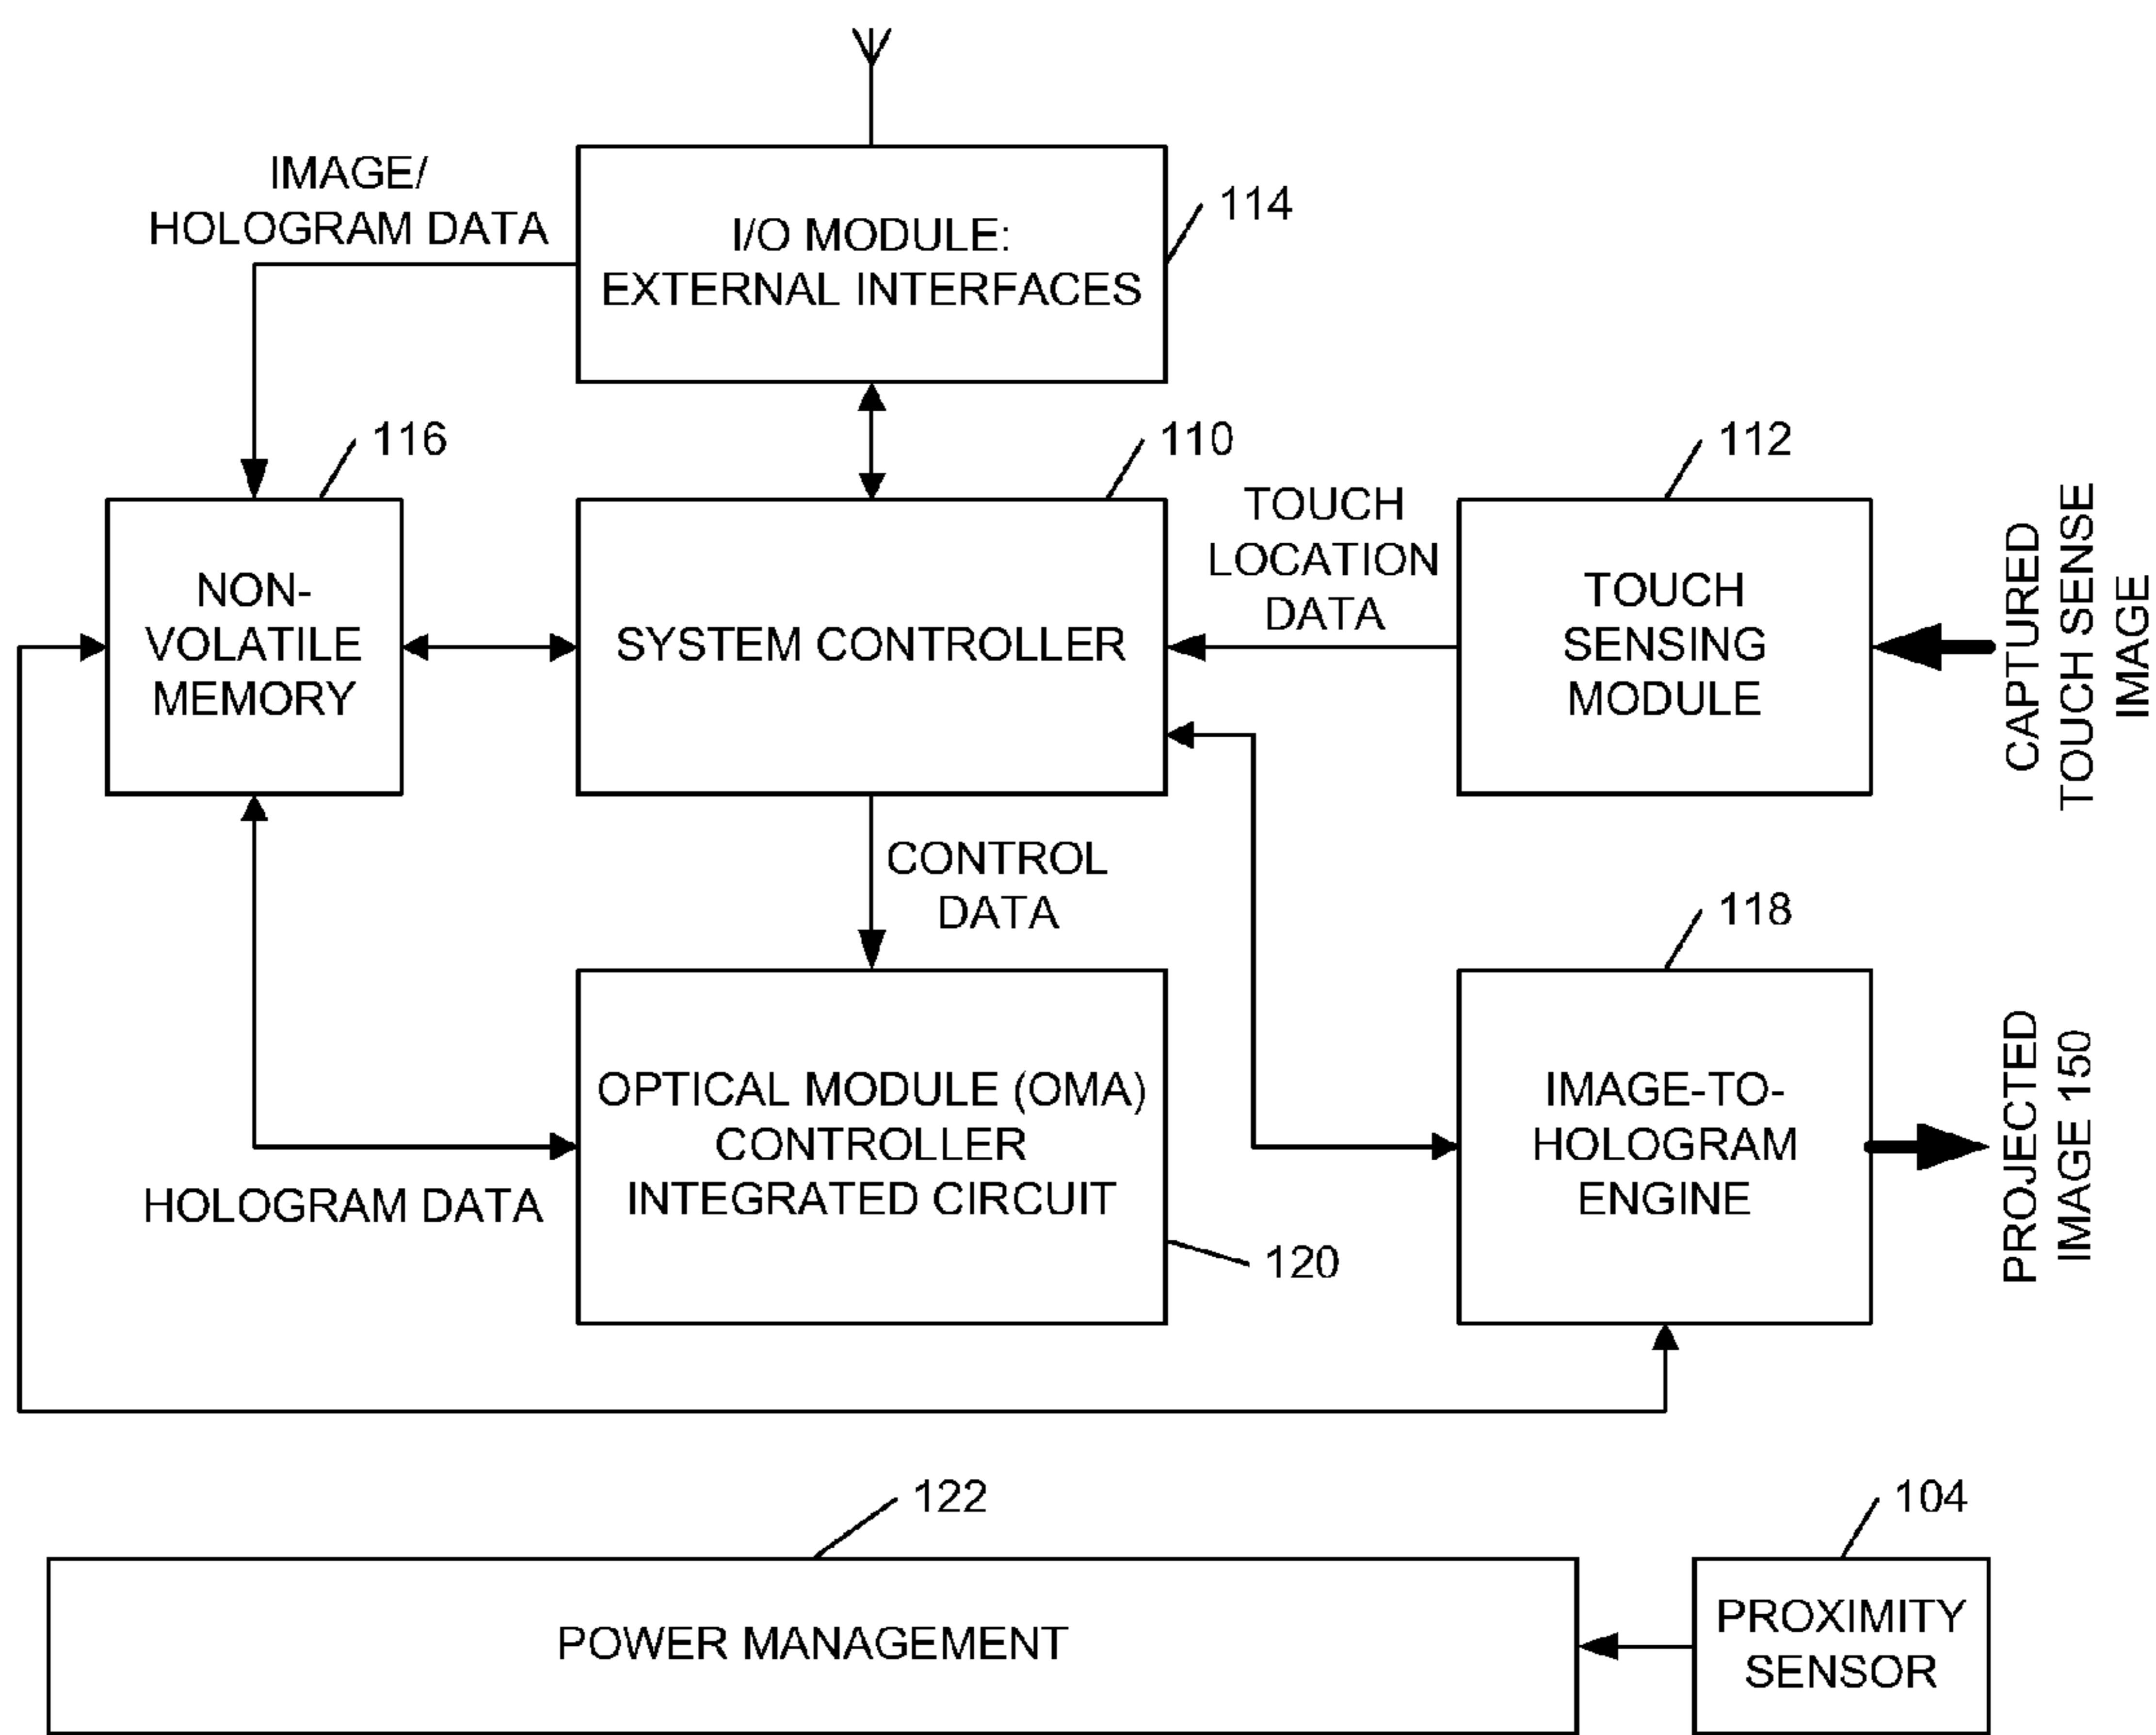 IMAGE/
HOLOGRAM DATA
I/O MODULE:
EXTERNAL INTERFACES
114
116
110
112
NON-
VOLATILE
MEMORY
SYSTEM CONTROLLER
TOUCH
LOCATION
DATA
TOUCH
SENSING
MODULE
CAPTURED
TOUCH SENSE
IMAGE
CONTROL
DATA
118
HOLOGRAM DATA
OPTICAL MODULE (OMA)
CONTROLLER
INTEGRATED CIRCUIT
120
IMAGE-TO-
HOLOGRAM
ENGINE
PROJECTED
IMAGE 150
122
104
POWER MANAGEMENT
PROXIMITY
SENSOR